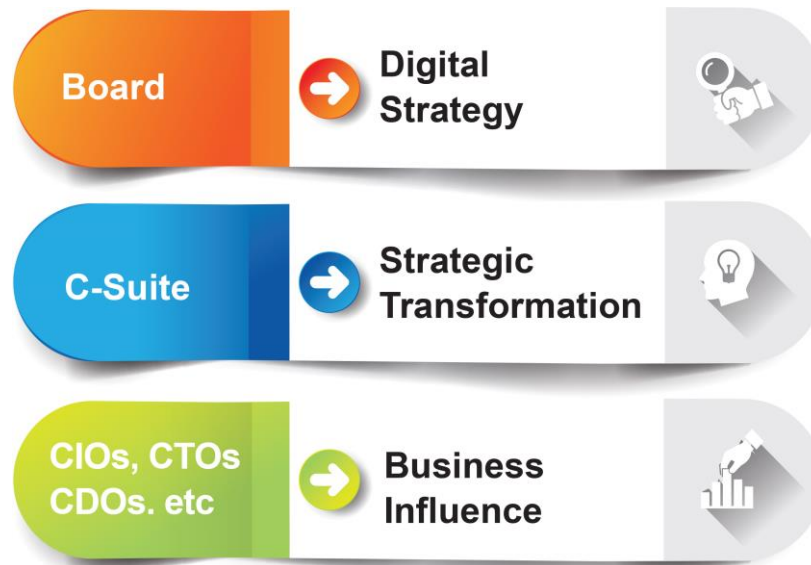 Board
Digital
Strategy
C-Suite
Strategic
Transformation
CIOs, CTOs
CDOs. etc
Business
Influence